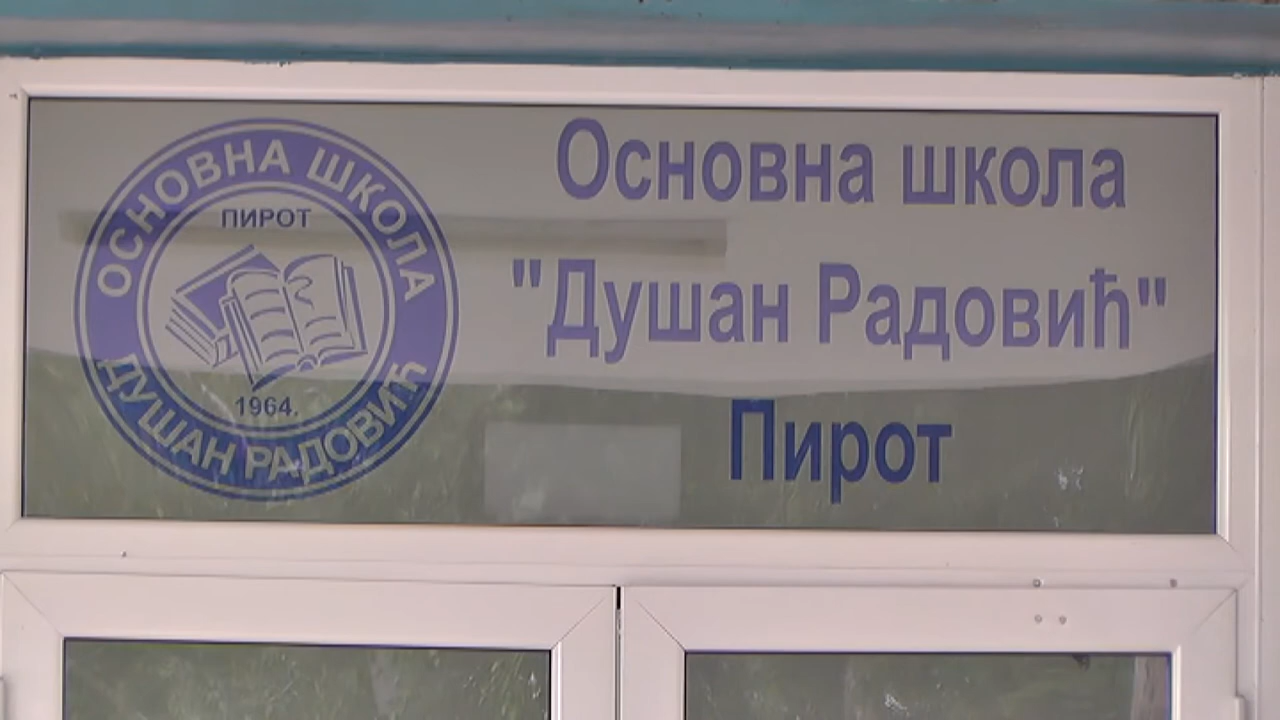 ОСНОВНА ШКОЛА
ПИРОТ
1964.
ДУШАН РАДОВИЋ
Основна школа
"Душан Радовић"
Пирот